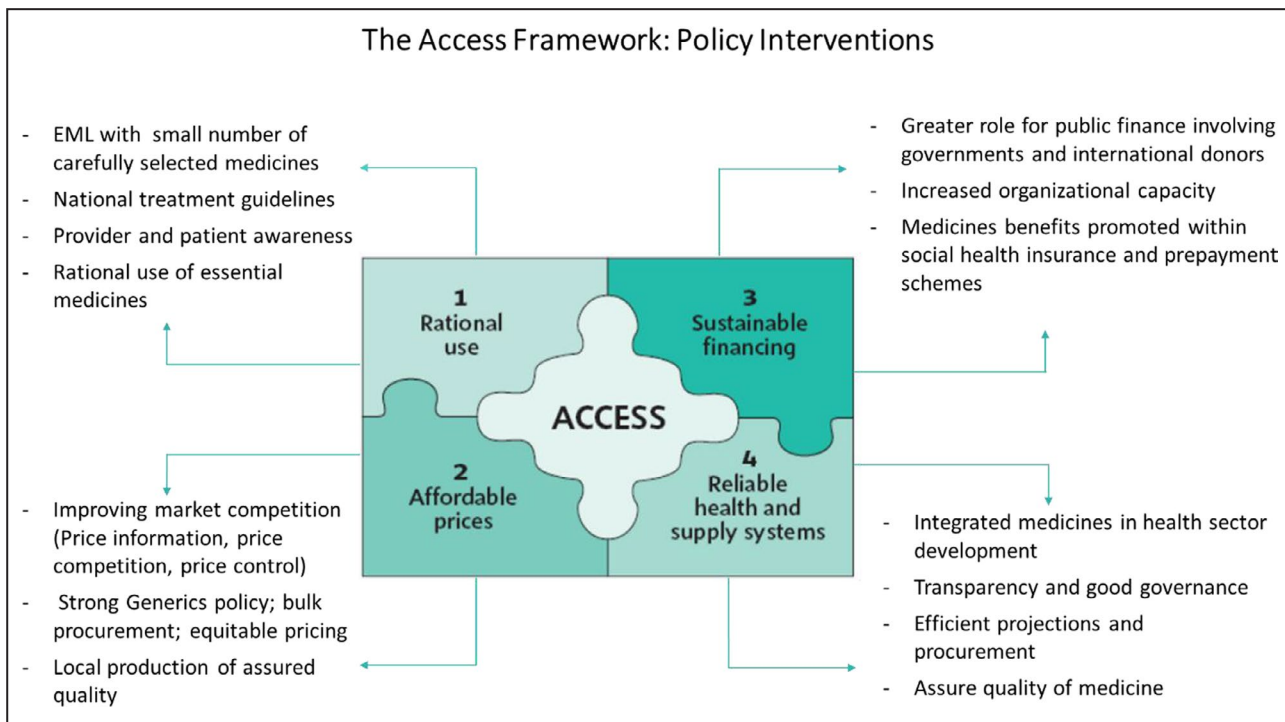 The Access Framework: Policy Interventions
- EML with small number of
carefully selected medicines
- National treatment guidelines
- Provider and patient awareness
- Rational use of essential
medicines
- Greater role for public finance involving
governments and international donors
- Increased organizational capacity
- Medicines benefits promoted within
social health insurance and prepayment
schemes
1
Rational
use
3
Sustainable
financing
ACCESS
2
Affordable
prices
4
Reliable
health and
supply systems
- Improving market competition
(Price information, price
competition, price control)
- Strong Generics policy; bulk
procurement; equitable pricing
- Local production of assured
quality
- Integrated medicines in health sector
development
- Transparency and good governance
- Efficient projections and
procurement
- Assure quality of medicine